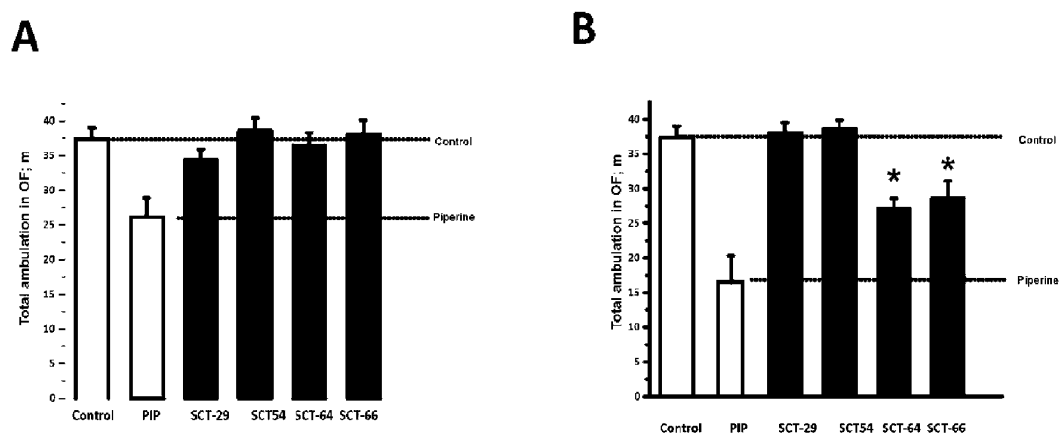 A
Total ambulation in OF; m
40
35
30
25
20
15
10
5
0
Control
Piperine
Control PIP SCT-29 SCT54 SCT-64 SCT-66
B
Total ambulation in OF; m
40
35
30
25
20
15
10
5
0
* *
Control
Piperine
Control PIP SCT-29 SCT54 SCT-64 SCT-66